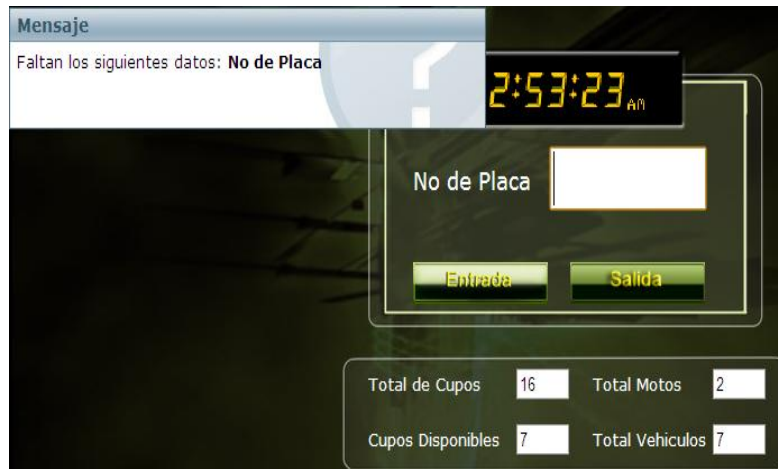 Mensaje
Faltan los siguientes datos: No de Placa
2:53:23 AM
No de Placa
Entrada Salida
Total de Cupos 16 Total Motos 2
Cupos Disponibles 7 Total Vehiculos 7